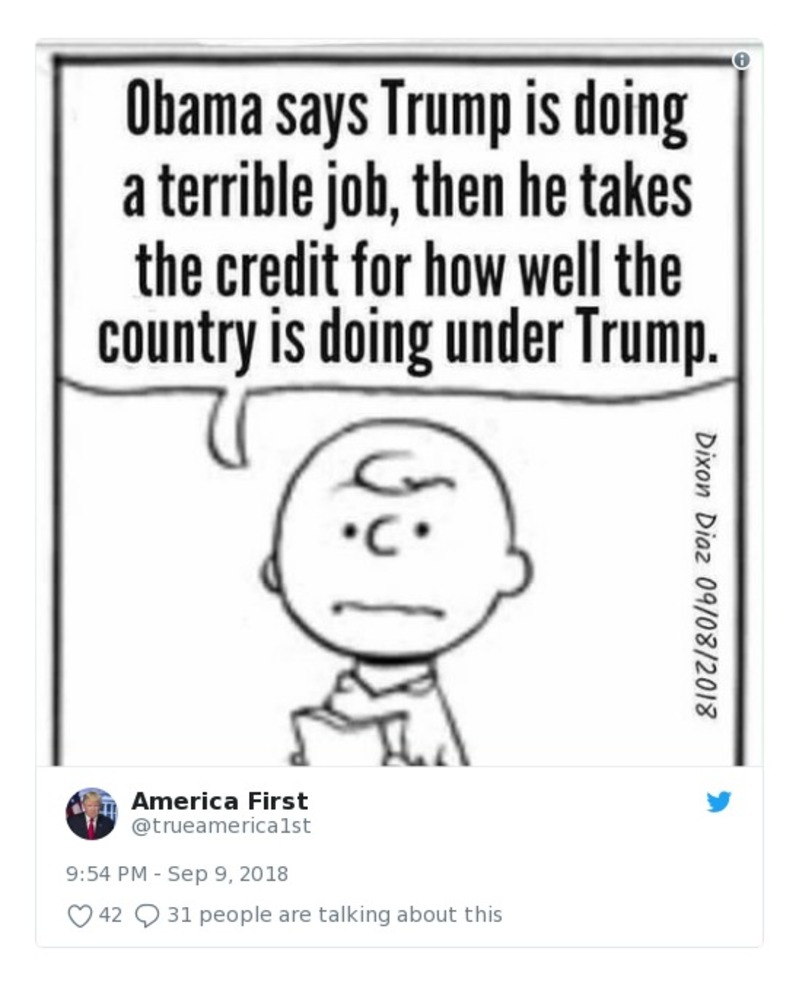 Obama says Trump is doing
a terrible job, then he takes
the credit for how well the
country is doing under Trump.
Dixon Diaz 09/08/2018
America First
@trueamerica1st
9:54 PM - Sep 9, 2018
42 31 people are talking about this